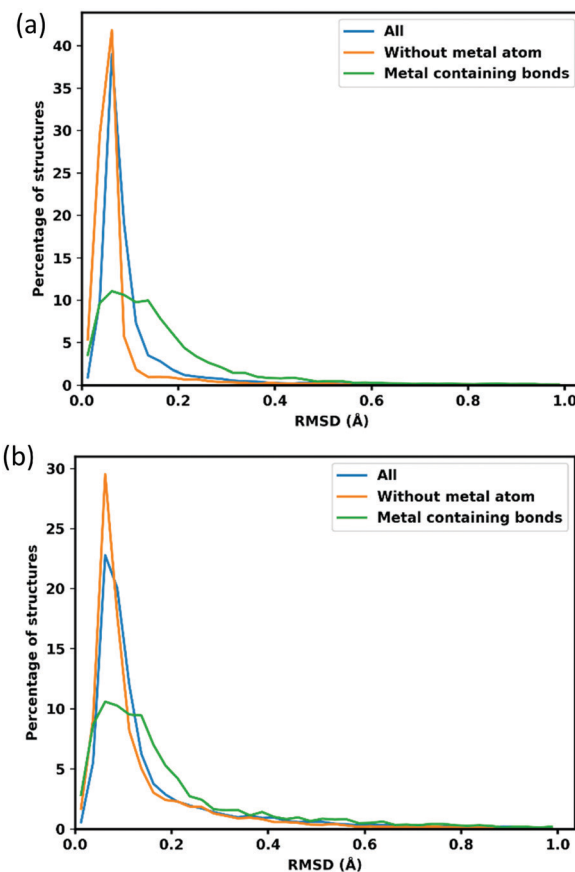 (a)
All
Without metal atom
Metal containing bonds
Percentage of structures
40
35
30
25
20
15
10
5
0
0.0 0.2 0.4 0.6 0.8 1.0
RMSD (Å)
(b)
All
Without metal atom
Metal containing bonds
Percentage of structures
30
25
20
15
10
5
0
0.0 0.2 0.4 0.6 0.8 1.0
RMSD (Å)